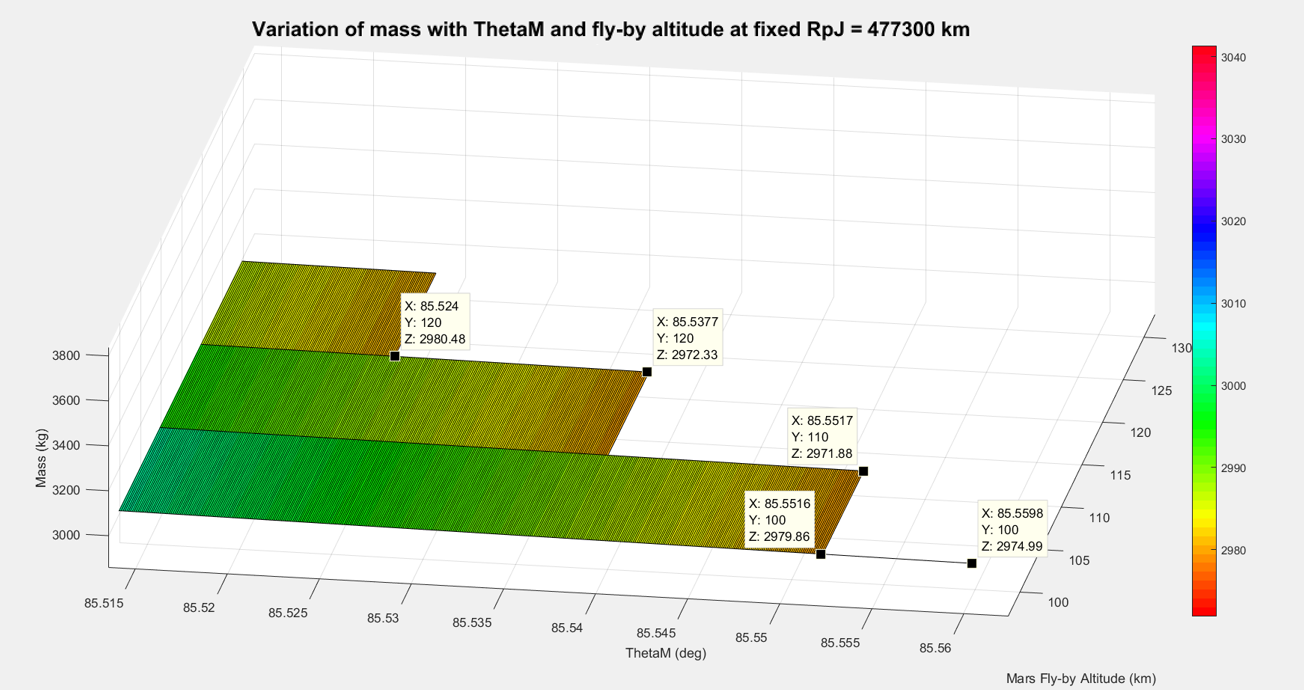 Variation of mass with ThetaM and fly-by altitude at fixed RpJ = 477300 km
3040
3030
3020
3010
3000
2990
2980
X: 85.524
Y: 120
Z: 2980.48
X: 85.5377
Y: 120
Z: 2972.33
X: 85.5517
Y: 110
Z: 2971.88
X: 85.5516
Y: 100
Z: 2979.86
X: 85.5598
Y: 100
Z: 2974.99
3800
3600
3400
3200
3000
Mass (kg)
130
125
120
115
110
105
100
85.515
85.52
85.525
85.53
85.535
85.54
85.545
85.55
85.555
85.56
ThetaM (deg)
Mars Fly-by Altitude (km)